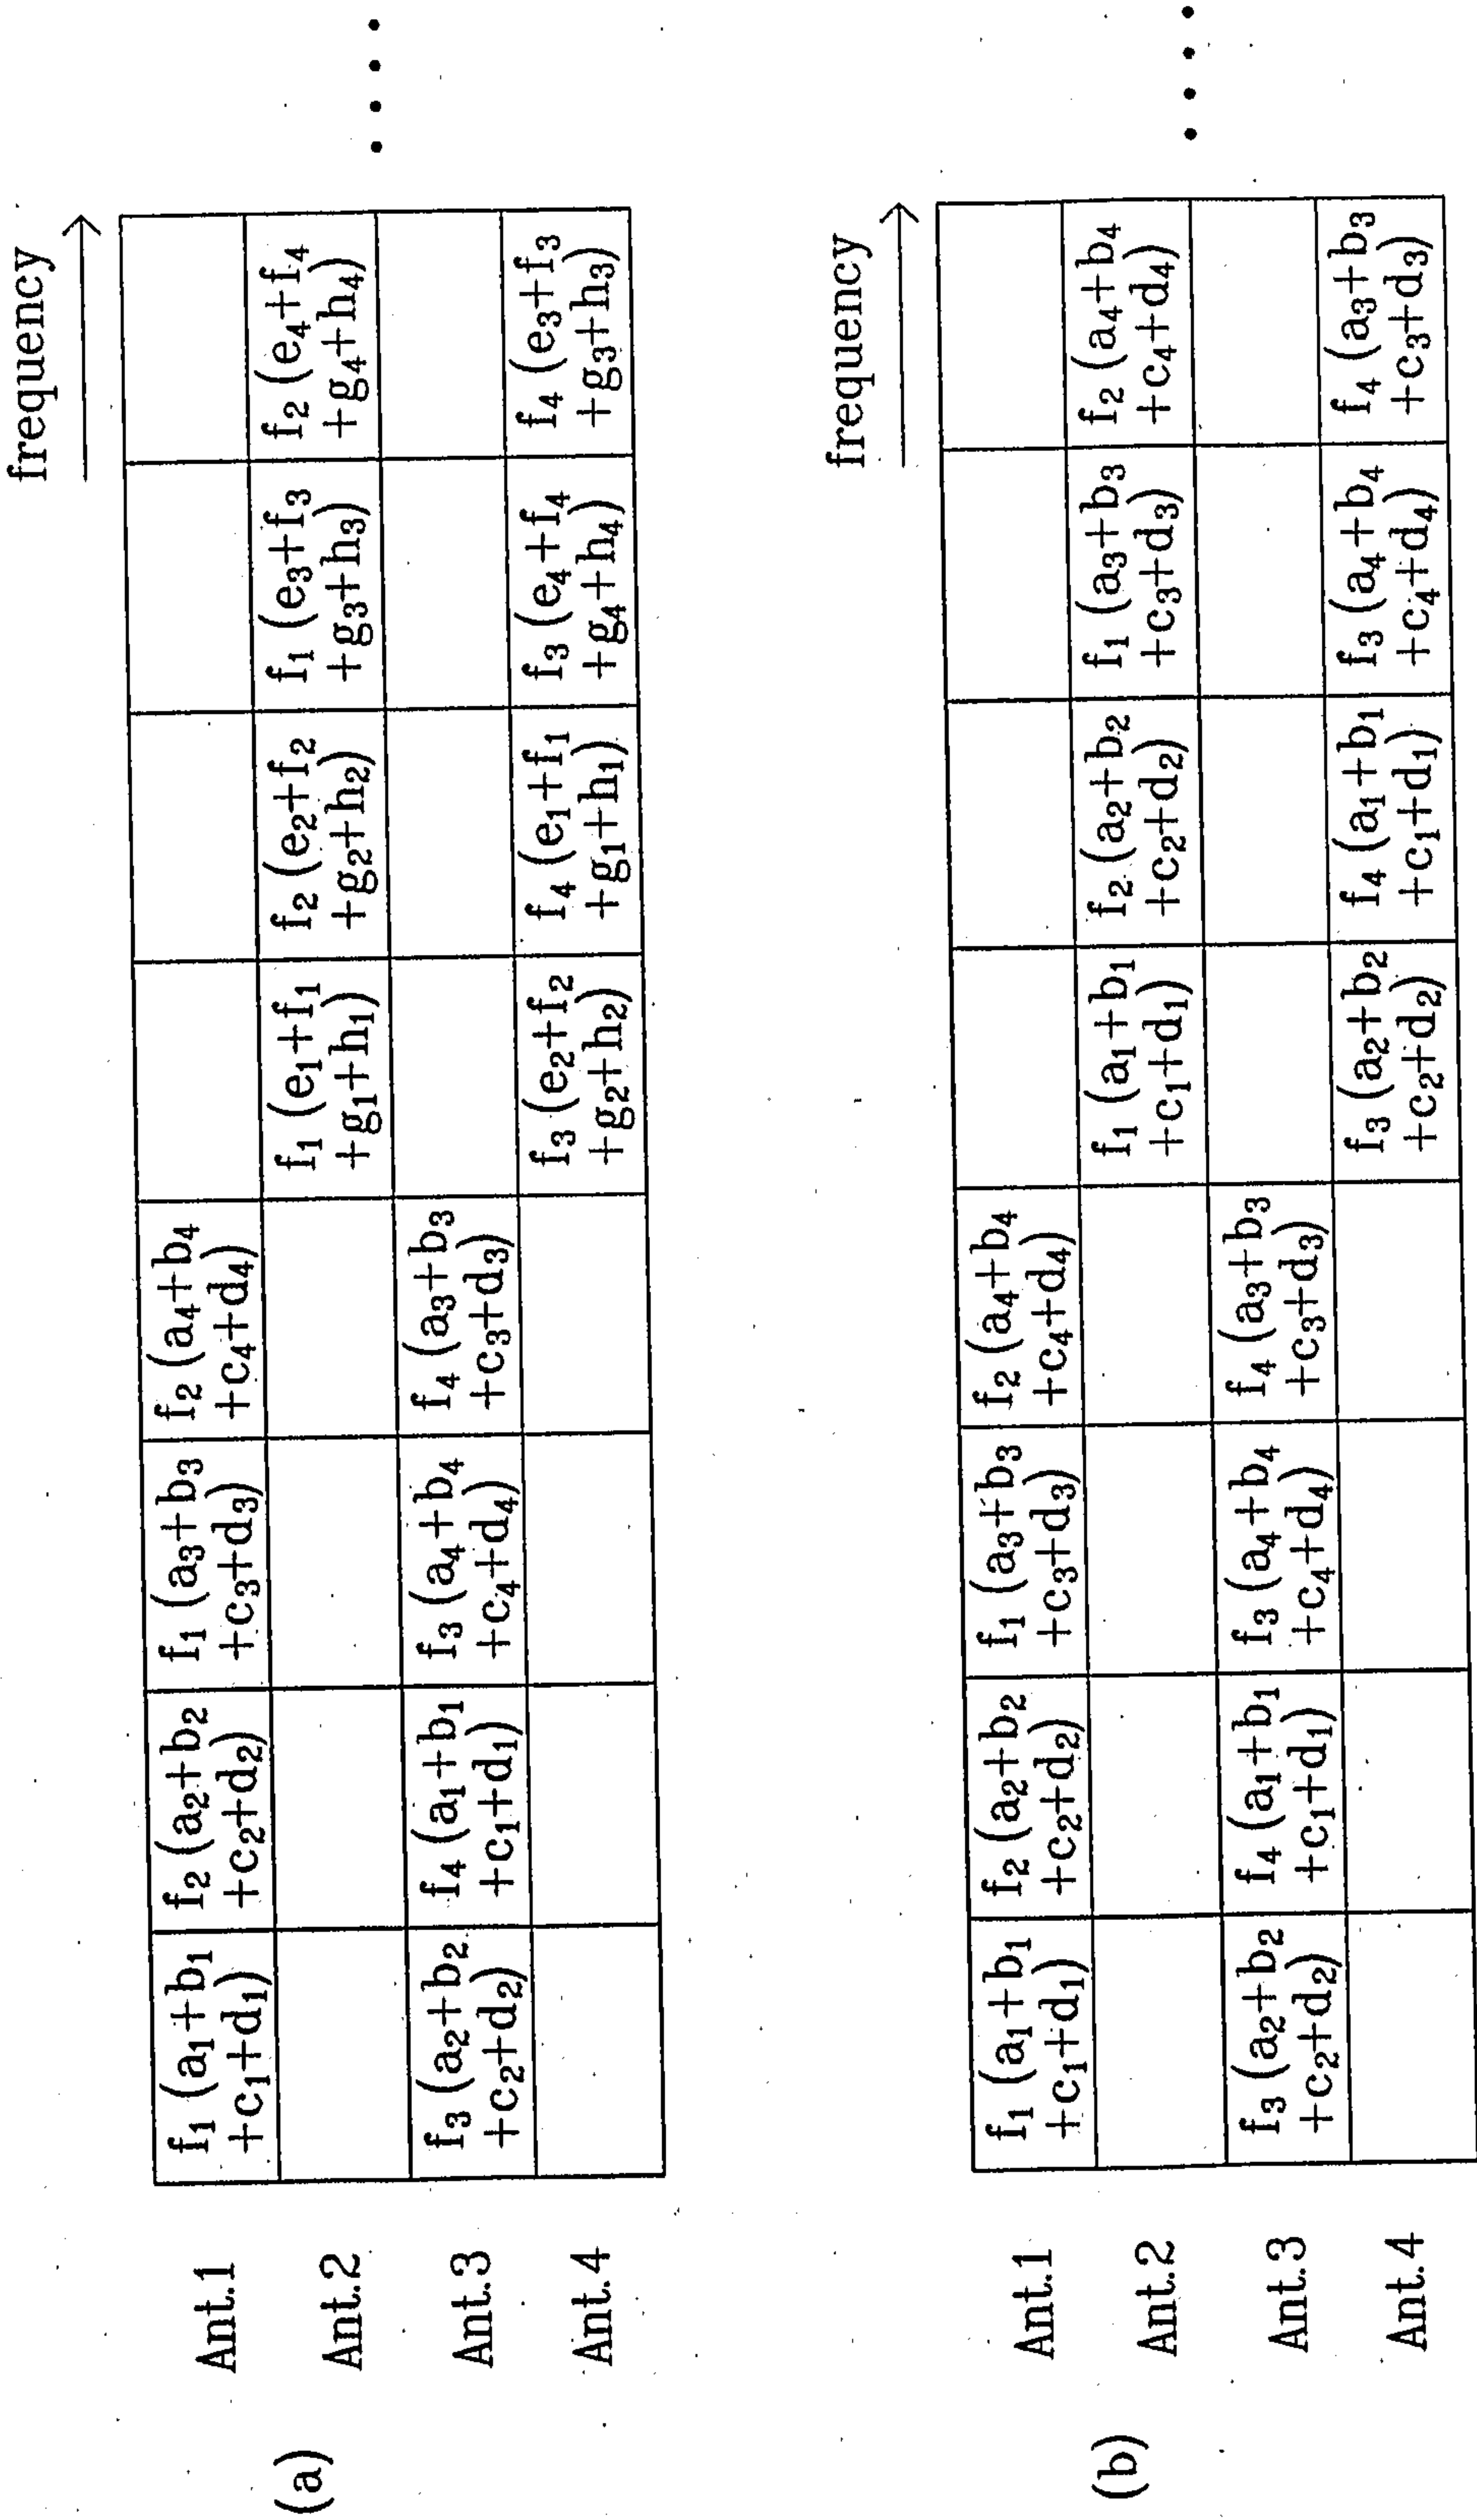 frequency
(a)
Ant.1 f₁(a₁+b₁ +c₁+d₁) f₂(a₂+b₂ +c₂+d₂) f₁(a₃+b₃ +c₃+d₃) f₂(a₄+b₄ +c₄+d₄)
Ant.2 f₁(e₁+f₁ +g₁+h₁) f₂(e₂+f₂ +g₂+h₂) f₁(e₃+f₃ +g₃+h₃) f₂(e₄+f₄ +g₄+h₄)
Ant.3 f₃(a₂+b₂ +c₂+d₂) f₄(a₁+b₁ +c₁+d₁) f₃(a₄+b₄ +c₄+d₄) f₄(a₃+b₃ +c₃+d₃)
Ant.4 f₃(e₂+f₂ +g₂+h₂) f₄(e₁+f₁ +g₁+h₁) f₃(e₄+f₄ +g₄+h₄) f₄(e₃+f₃ +g₃+h₃)
frequency
(b)
Ant.1 f₁(a₁+b₁ +c₁+d₁) f₂(a₂+b₂ +c₂+d₂) f₁(a₃+b₃ +c₃+d₃) f₂(a₄+b₄ +c₄+d₄)
Ant.2 f₁(a₁+b₁ +c₁+d₁) f₂(a₂+b₂ +c₂+d₂) f₁(a₃+b₃ +c₃+d₃) f₂(a₄+b₄ +c₄+d₄)
Ant.3 f₃(a₂+b₂ +c₂+d₂) f₄(a₁+b₁ +c₁+d₁) f₃(a₄+b₄ +c₄+d₄) f₄(a₃+b₃ +c₃+d₃)
Ant.4 f₃(a₂+b₂ +c₂+d₂) f₄(a₁+b₁ +c₁+d₁) f₃(a₄+b₄ +c₄+d₄) f₄(a₃+b₃ +c₃+d₃)